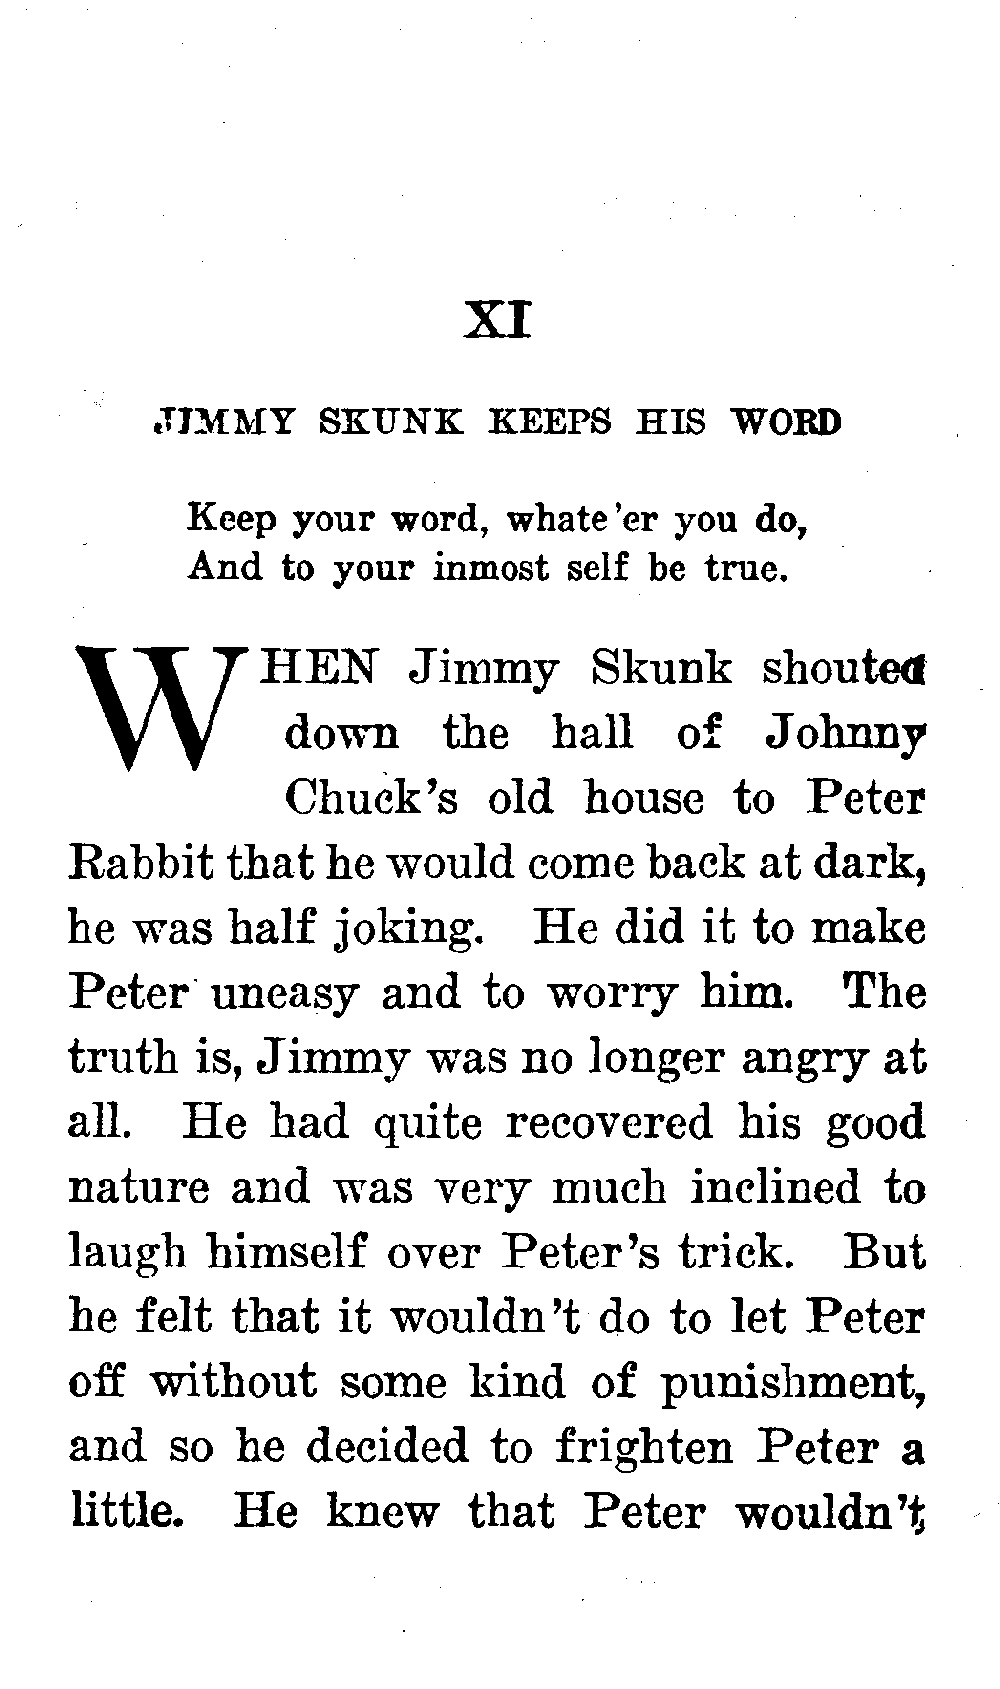 XI
JIMMY SKUNK KEEPS HIS WORD
Keep your word, whate'er you do,
And to your inmost self be true.
WHEN Jimmy Skunk shouted
down the hall of Johnny
Chuck's old house to Peter
Rabbit that he would come back at dark,
he was half joking. He did it to make
Peter uneasy and to worry him. The
truth is, Jimmy was no longer angry at
all. He had quite recovered his good
nature and was very much inclined to
laugh himself over Peter's trick. But
he felt that it wouldn't do to let Peter
off without some kind of punishment,
and so he decided to frighten Peter a
little. He knew that Peter wouldn't